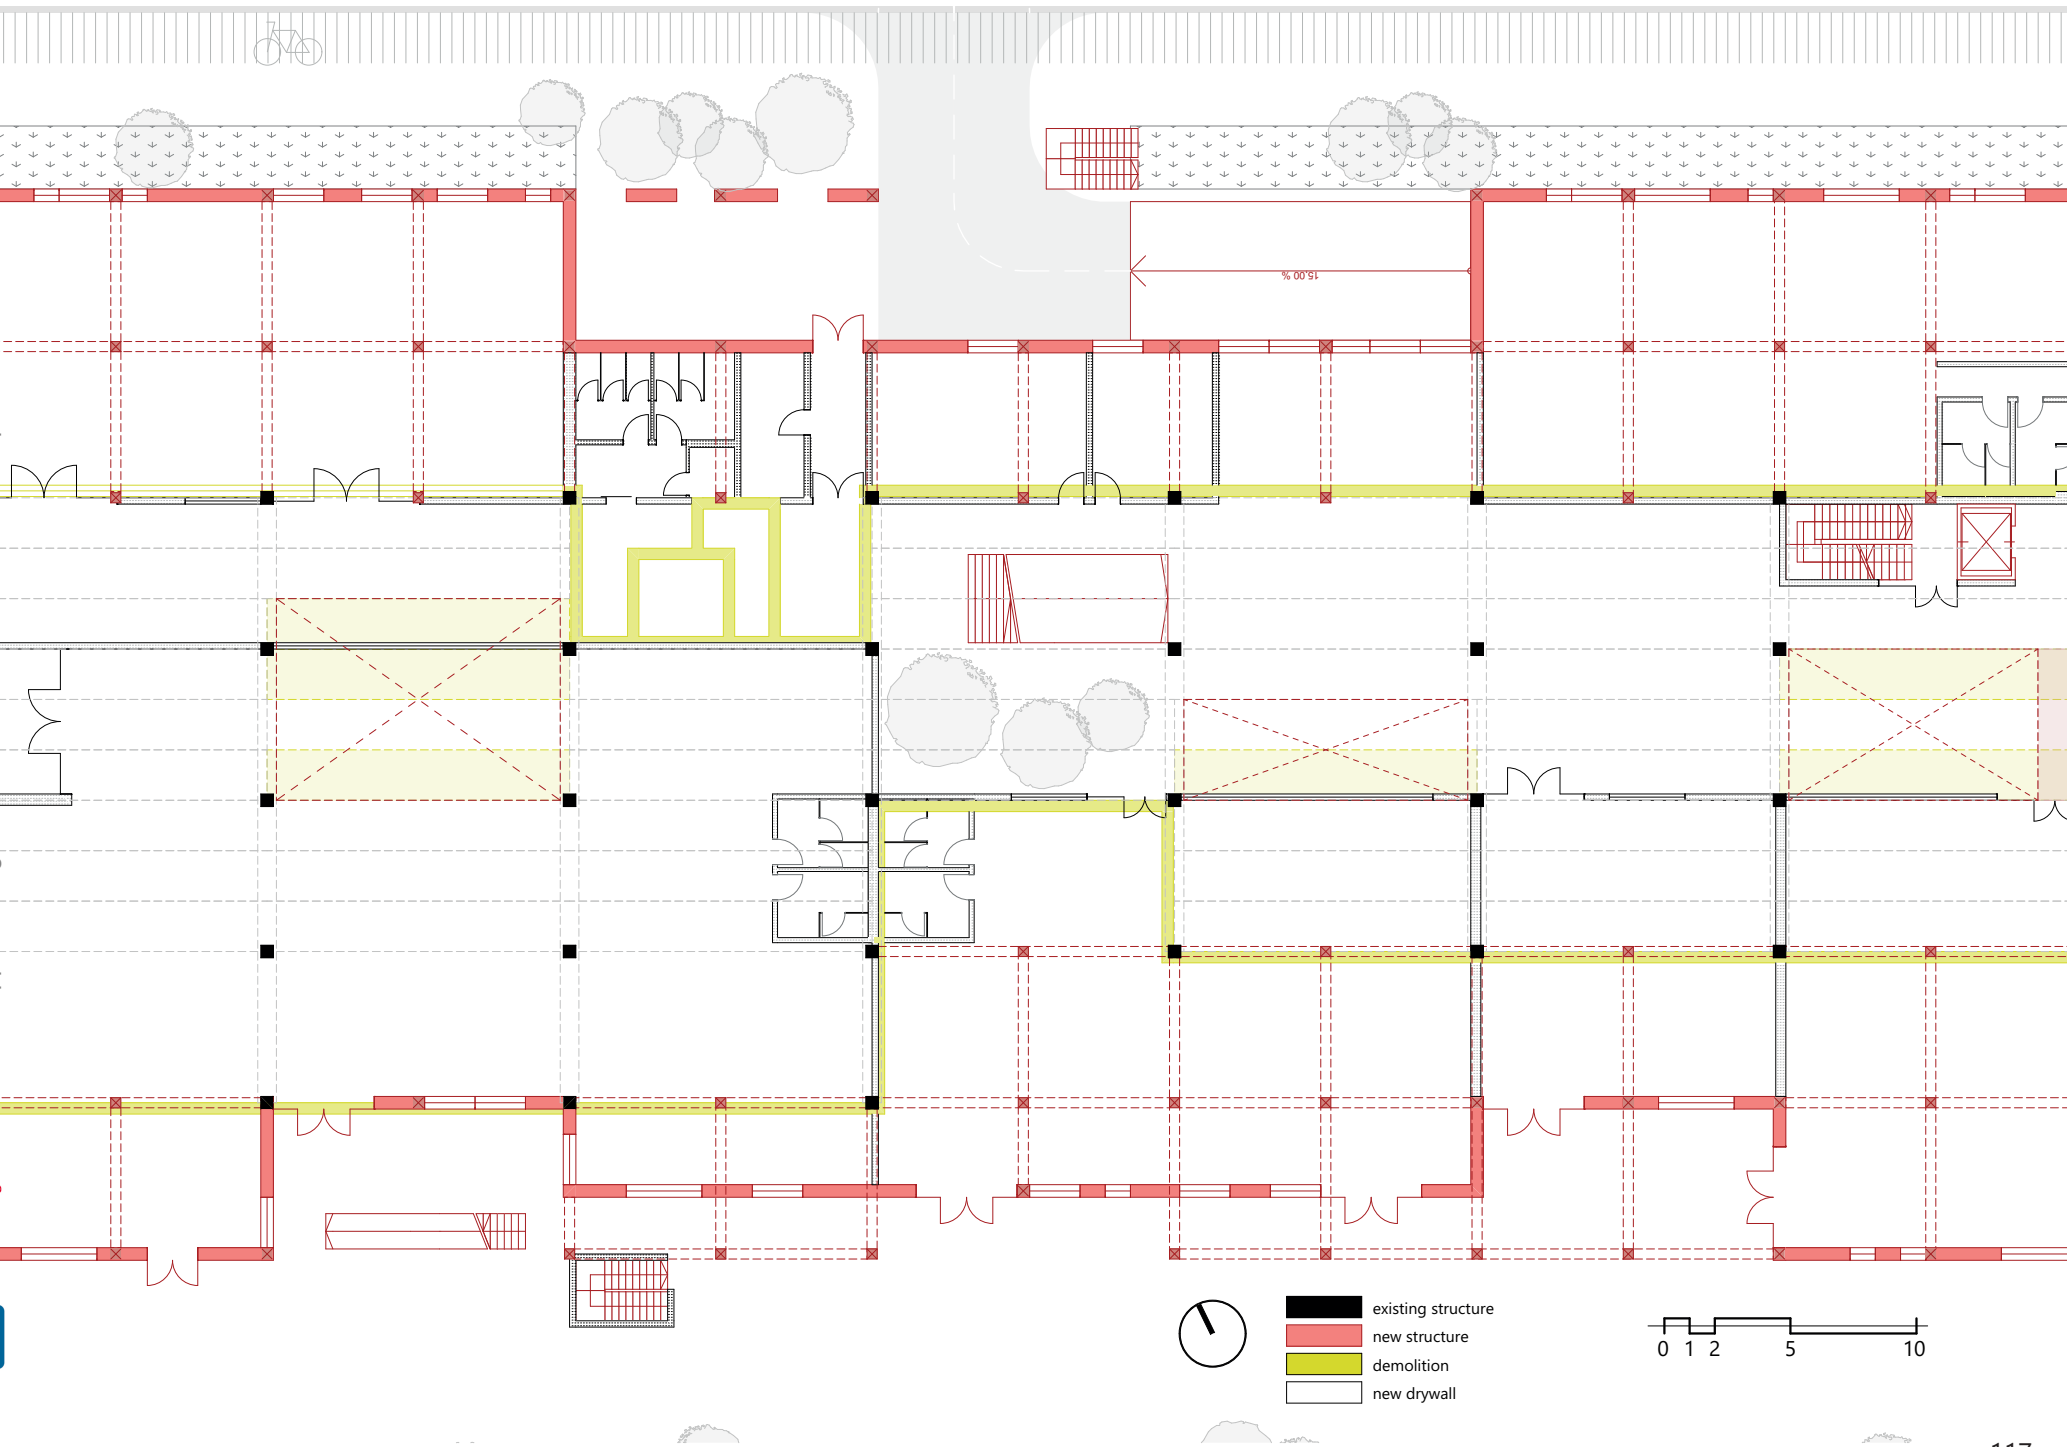 15.00 %
existing structure
new structure
demolition
new drywall
0 1 2 5 10